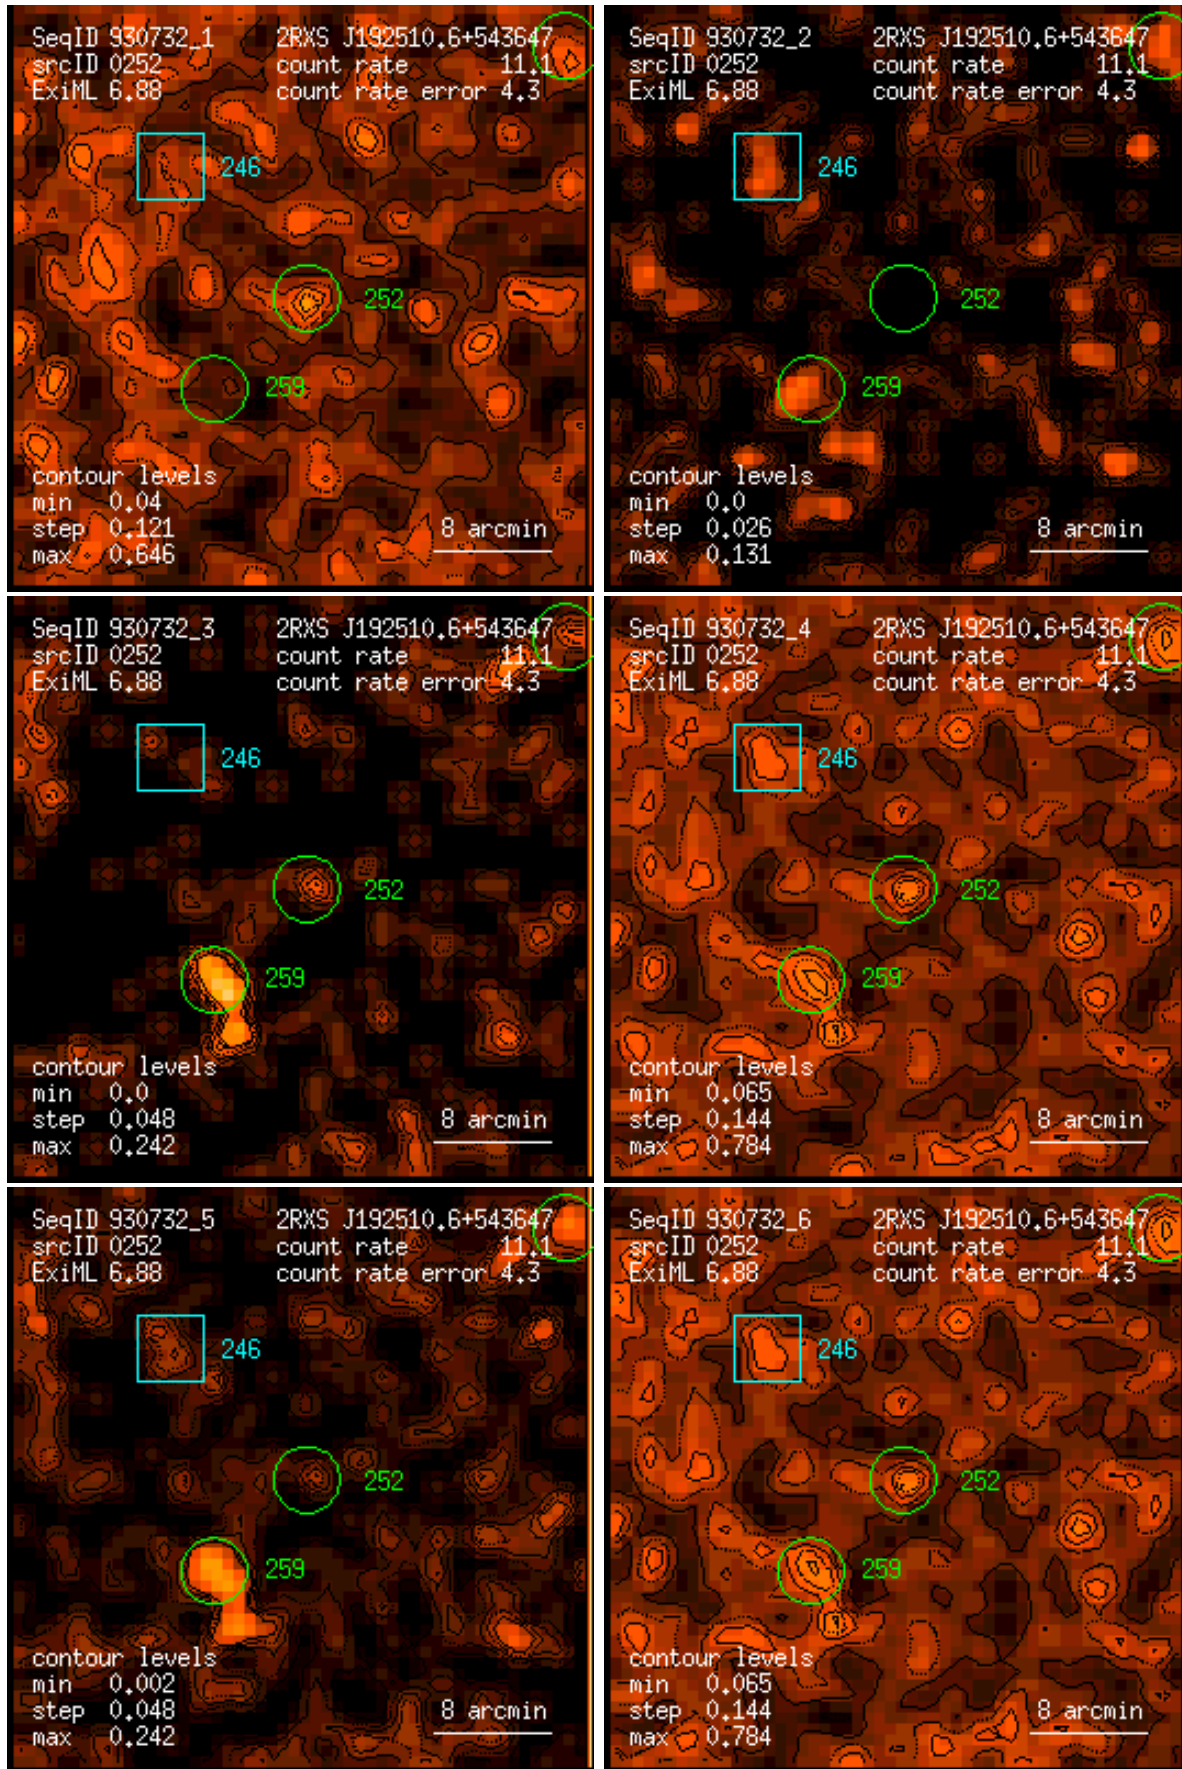 SeqID 930732_1 2RXS J192510.6+543647
srcID 0252 count rate 11.1
ExiML 6.88 count rate error 4.3
246
252
259
contour levels
min 0.04
step 0.121 8 arcmin
max 0.646
SeqID 930732_2 2RXS J192510.6+543647
srcID 0252 count rate 11.1
ExiML 6.88 count rate error 4.3
246
252
259
contour levels
min 0.0
step 0.026 8 arcmin
max 0.131
SeqID 930732_3 2RXS J192510.6+543647
srcID 0252 count rate 11.1
ExiML 6.88 count rate error 4.3
246
252
259
contour levels
min 0.0
step 0.048 8 arcmin
max 0.242
SeqID 930732_4 2RXS J192510.6+543647
srcID 0252 count rate 11.1
ExiML 6.88 count rate error 4.3
246
252
259
contour levels
min 0.065
step 0.144 8 arcmin
max 0.784
SeqID 930732_5 2RXS J192510.6+543647
srcID 0252 count rate 11.1
ExiML 6.88 count rate error 4.3
246
252
259
contour levels
min 0.002
step 0.048 8 arcmin
max 0.242
SeqID 930732_6 2RXS J192510.6+543647
srcID 0252 count rate 11.1
ExiML 6.88 count rate error 4.3
246
252
259
contour levels
min 0.065
step 0.144 8 arcmin
max 0.784